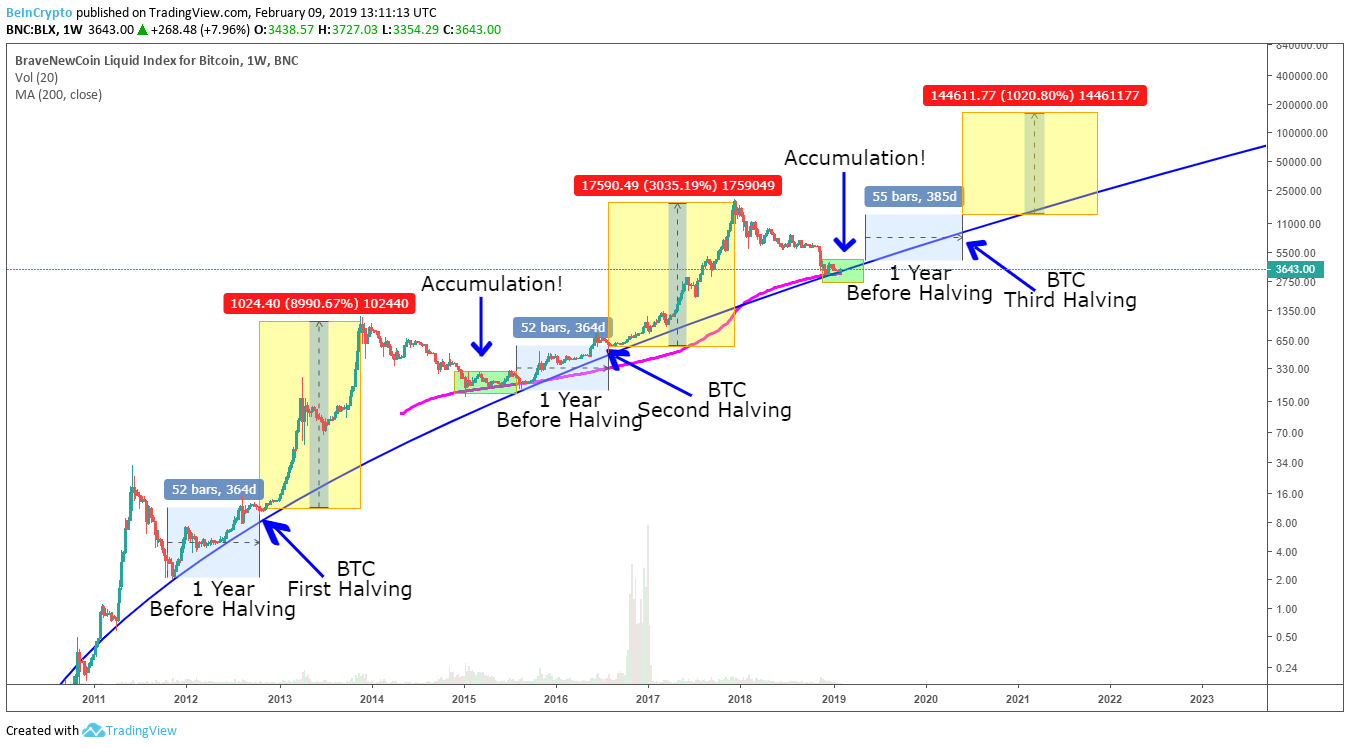 BeInCrypto published on TradingView.com, February 09, 2019 13:11:13 UTC
BNC:BLX, 1W 3643.00 ▲ +268.48 (+7.96%) O:3438.57 H:3727.03 L:3354.29 C:3643.00
BraveNewCoin Liquid Index for Bitcoin, 1W, BNC
Vol (20)
MA (200, close)
144611.77 (1020.80%) 14461177
Accumulation!
17590.49 (3035.19%) 1759049
55 bars, 385d
1 Year
Before Halving
BTC
Third Halving
Accumulation!
1024.40 (8990.67%) 102440
52 bars, 364d
1 Year
Before Halving
BTC
Second Halving
52 bars, 364d
1 Year
Before Halving
BTC
First Halving
840000.00
400000.00
200000.00
100000.00
50000.00
25000.00
11000.00
5500.00
3643.00
2750.00
1350.00
650.00
330.00
150.00
70.00
34.00
16.00
8.00
4.00
2.00
1.00
0.50
0.24
2011 2012 2013 2014 2015 2016 2017 2018 2019 2020 2021 2022 2023
Created with TradingView